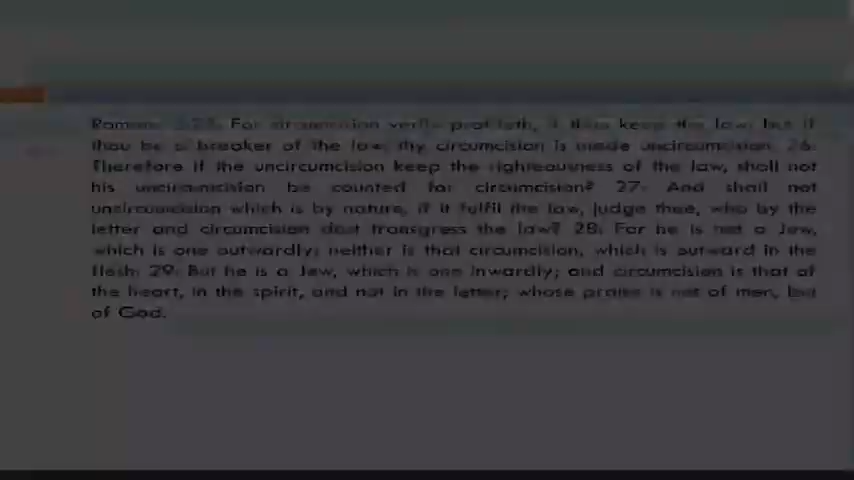 Romans 2:25. For circumcision verily profiteth, if thou keep the law: but if
thou be a breaker of the law, thy circumcision is made uncircumcision. 26.
Therefore if the uncircumcision keep the righteousness of the law, shall not
his uncircumcision be counted for circumcision? 27. And shall not
uncircumcision which is by nature, if it fulfil the law, judge thee, who by the
letter and circumcision dost transgress the law? 28. For he is not a Jew,
which is one outwardly; neither is that circumcision, which is outward in the
flesh: 29. But he is a Jew, which is one inwardly; and circumcision is that of
the heart, in the spirit, and not in the letter; whose praise is not of men, but
of God.